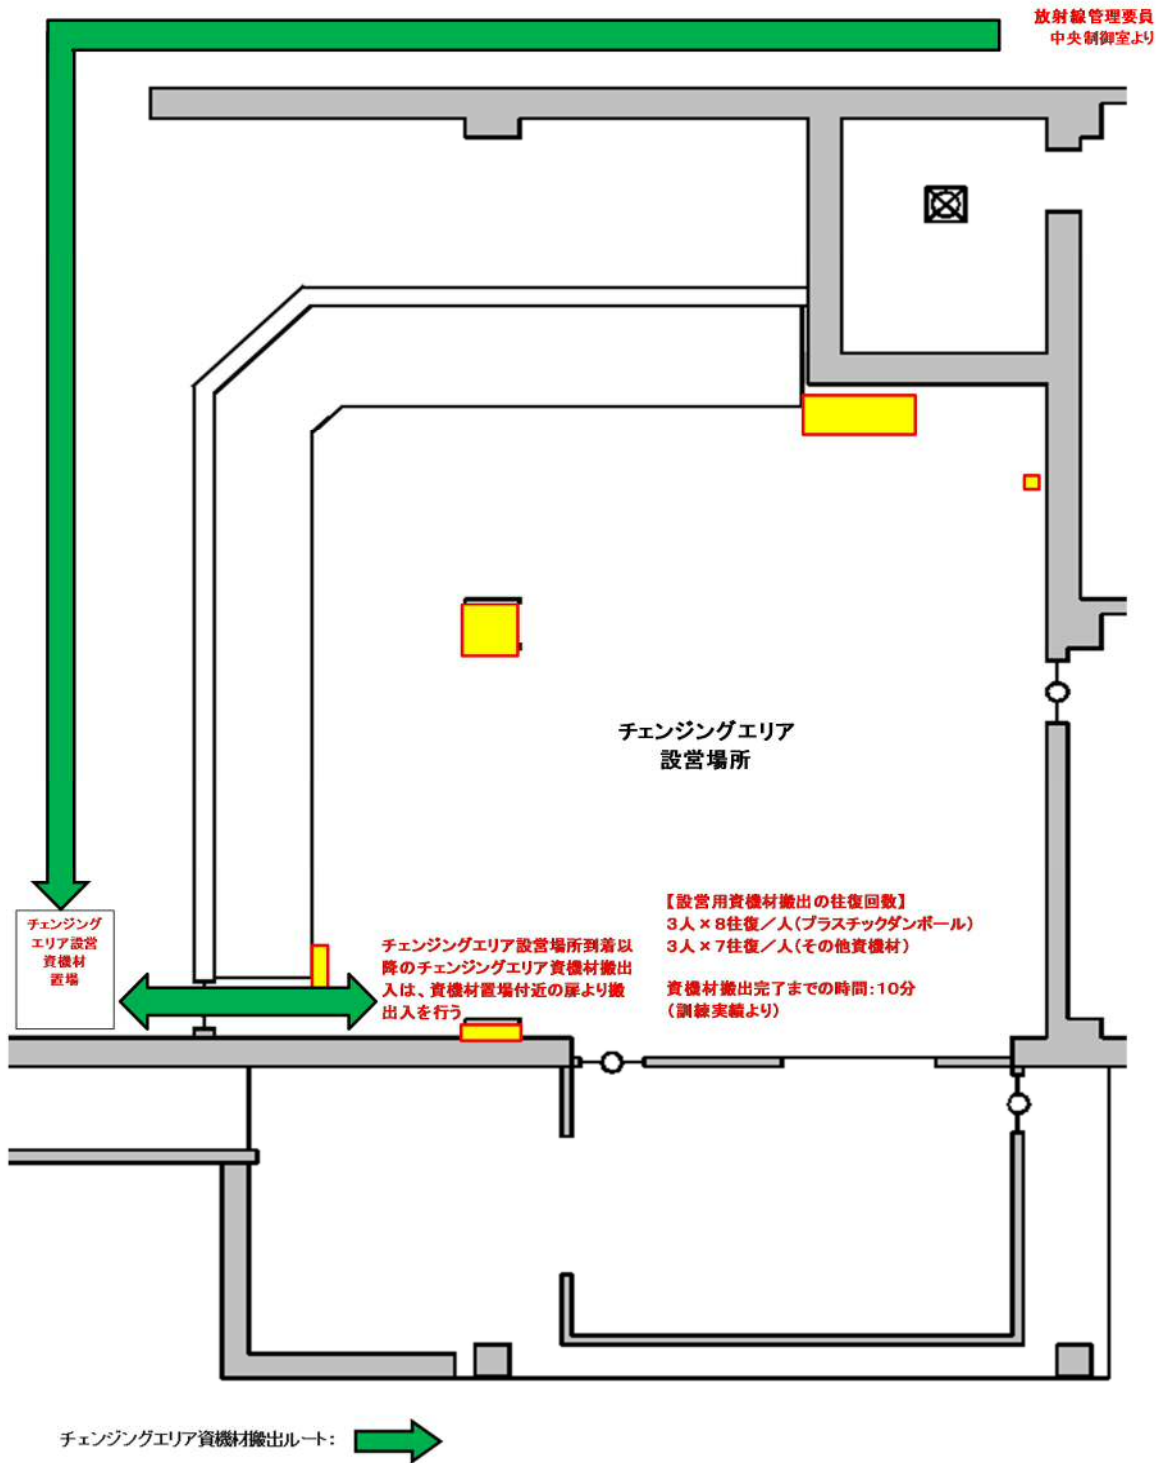 放射線管理要員
中央制御室より
チェンジングエリア
設営場所
チェンジング
エリア設営
資機材
置場
チェンジングエリア設営場所到着以
降のチェンジングエリア資機材搬出
入は、資機材置場付近の扉より搬
出入を行う
【設営用資機材搬出の往復回数】
3人×8往復／人(プラスチックダンボール)
3人×7往復／人(その他資機材)
資機材搬出完了までの時間:10分
(訓練実績より)
チェンジングエリア資機材搬出ルート: